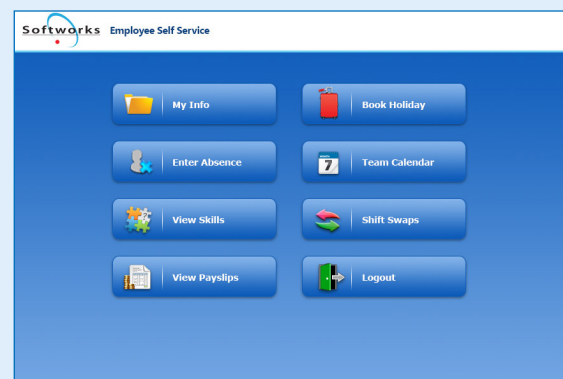 Softworks Employee Self Service
My Info
Book Holiday
Enter Absence
7
Team Calendar
View Skills
Shift Swaps
View Payslips
Logout